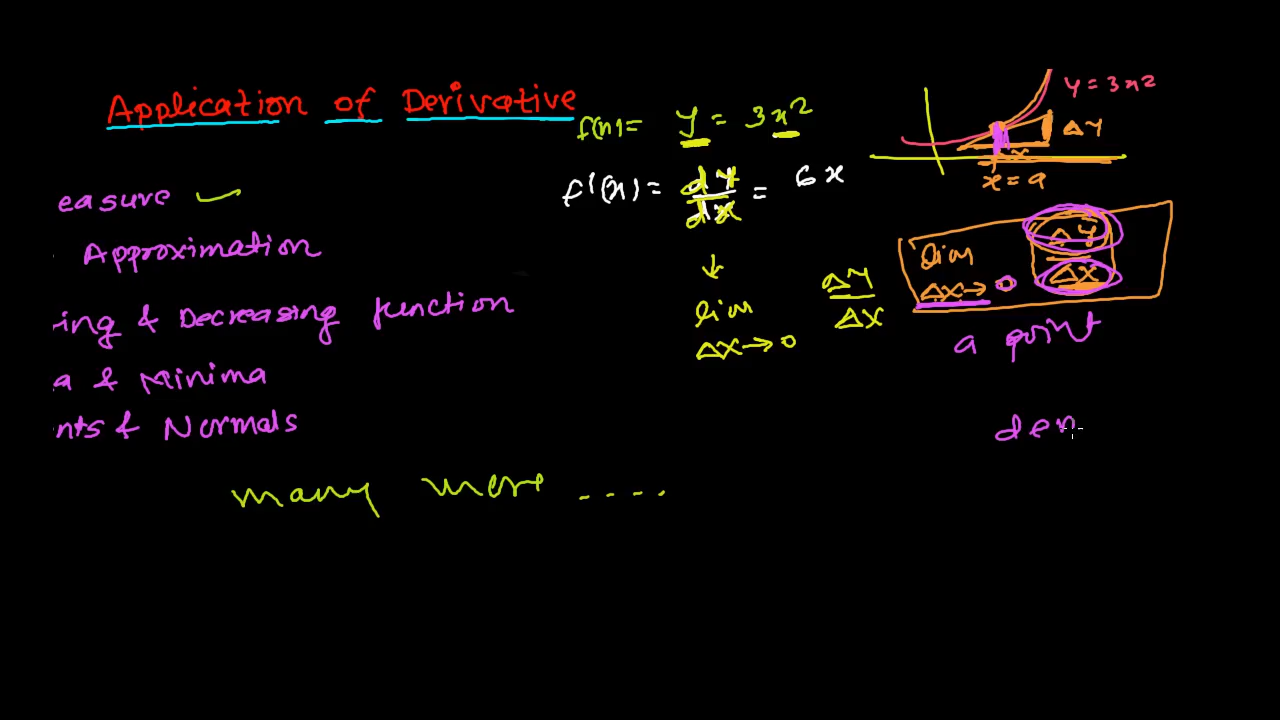 Application of Derivative
easure
Approximation
ring & Decreasing function
a & Minima
nts & Normals
many more ....
f(x)= y = 3x²
f'(x) = dy/dx = 6x
↓
lim Δx→0 Δy/Δx
y = 3x²
Δy
x
x = a
lim Δx→0 Δy/Δx
a point
der